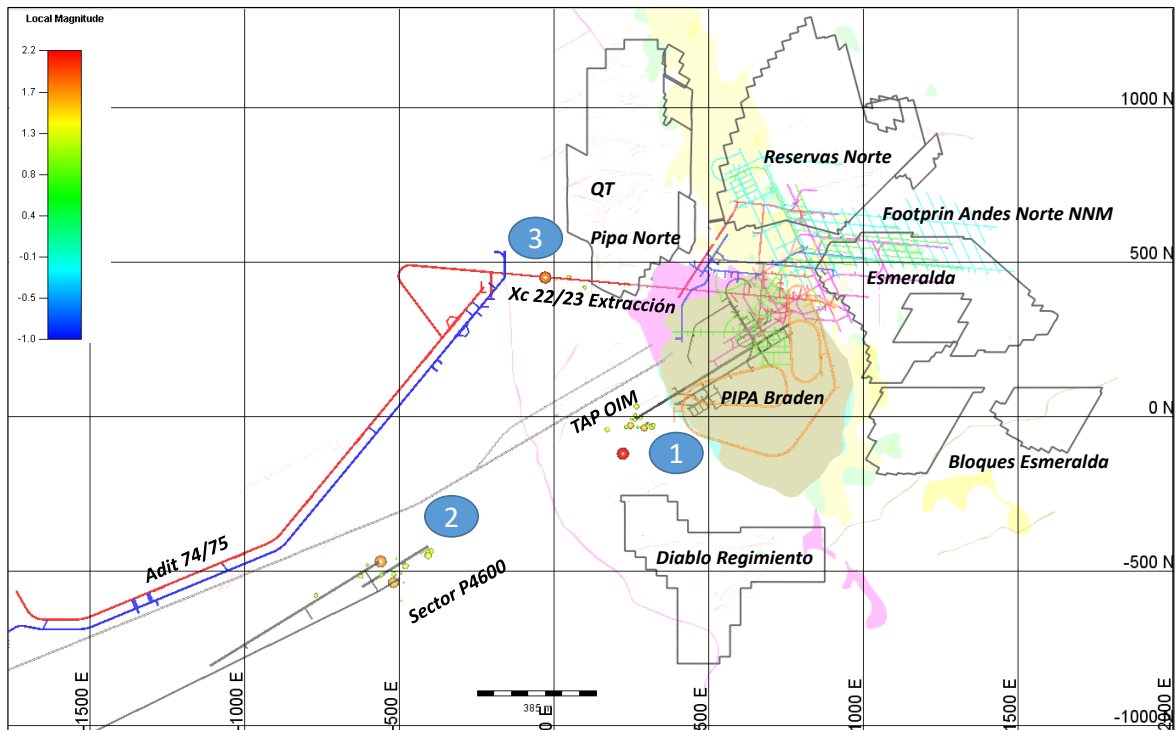 Local Magnitude
2.2
1.7
1.3
0.8
0.4
-0.1
-0.6
-1.0
1000 N
500 N
0 N
-500 N
-1000 N
-1500 E
-1000 E
-500 E
0 E
500 E
1000 E
1500 E
2000 E
Reservas Norte
QT
Footprin Andes Norte NNM
Pipa Norte
3
Esmeralda
Xc 22/23 Extracción
TAP OIM
PIPA Braden
1
Bloques Esmeralda
2
Diablo Regimiento
Adit 74/75
Sector P4600
385 m